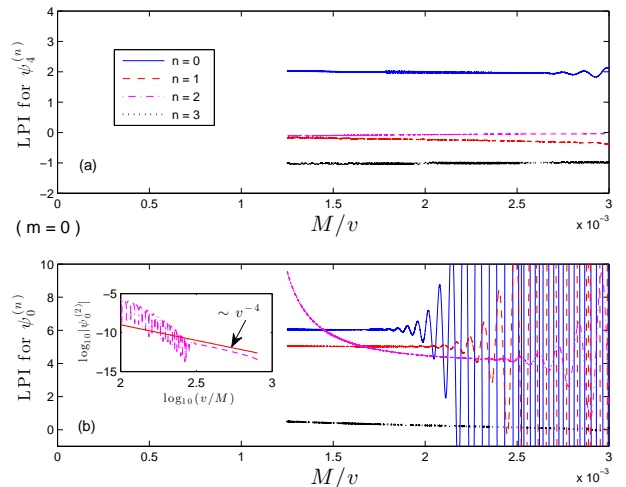 4
3
2
1
0
−1
−2
LPI for ψ₄⁽ⁿ⁾
n = 0
n = 1
n = 2
n = 3
(a)
0
0.5
1
1.5
2
2.5
3
x 10⁻³
M/v
( m = 0 )
10
8
6
4
2
0
LPI for ψ₀⁽ⁿ⁾
−5
−10
−15
log₁₀|ψ₀⁽²⁾|
∼ v⁻⁴
2
2.5
3
log₁₀(v/M)
(b)
0
0.5
1
1.5
2
2.5
3
x 10⁻³
M/v